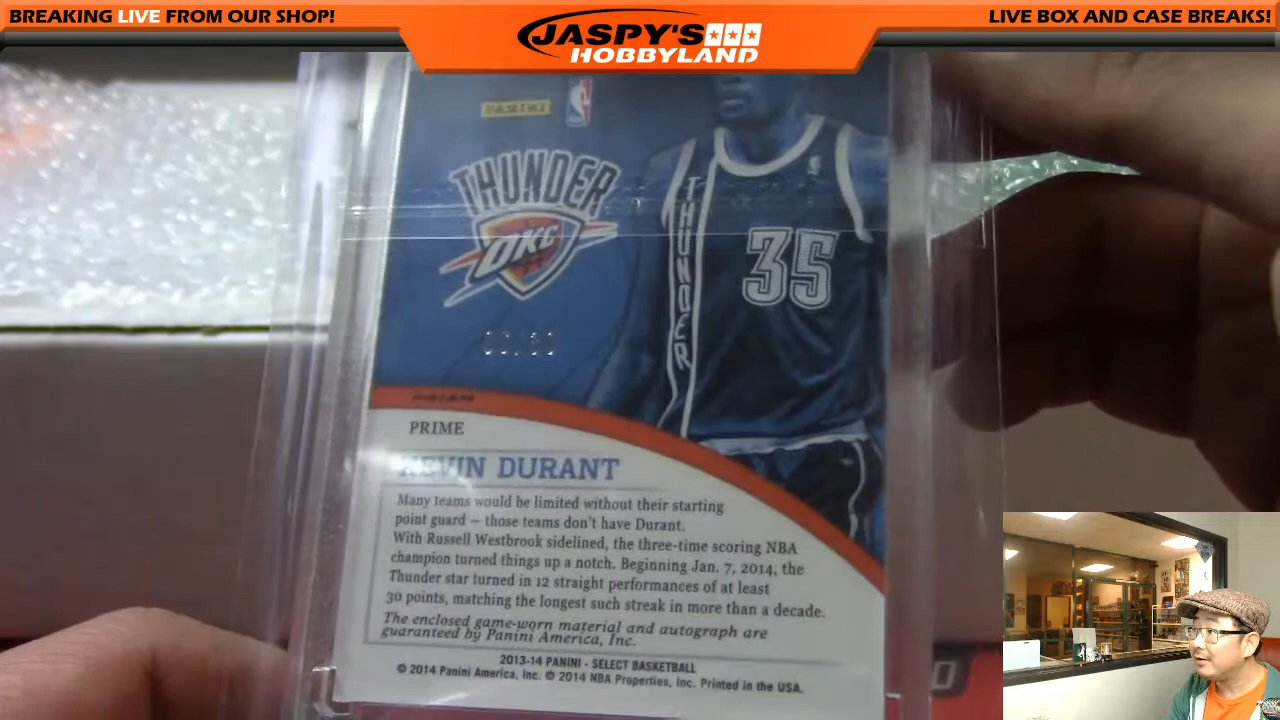 BREAKING LIVE FROM OUR SHOP!
JASPY'S
HOBBYLAND
LIVE BOX AND CASE BREAKS!
PANINI
THUNDER
OKC
THUNDER
35
PRIME
KEVIN DURANT
Many teams would be limited without their starting
point guard – those teams don't have Durant.
With Russell Westbrook sidelined, the three-time scoring NBA
champion turned things up a notch. Beginning Jan. 7, 2014, the
Thunder star turned in 12 straight performances of at least
30 points, matching the longest such streak in more than a decade.
The enclosed game-worn material and autograph are
guaranteed by Panini America, Inc.
2013-14 PANINI - SELECT BASKETBALL
© 2014 Panini America, Inc. © 2014 NBA Properties, Inc. Printed in the USA.